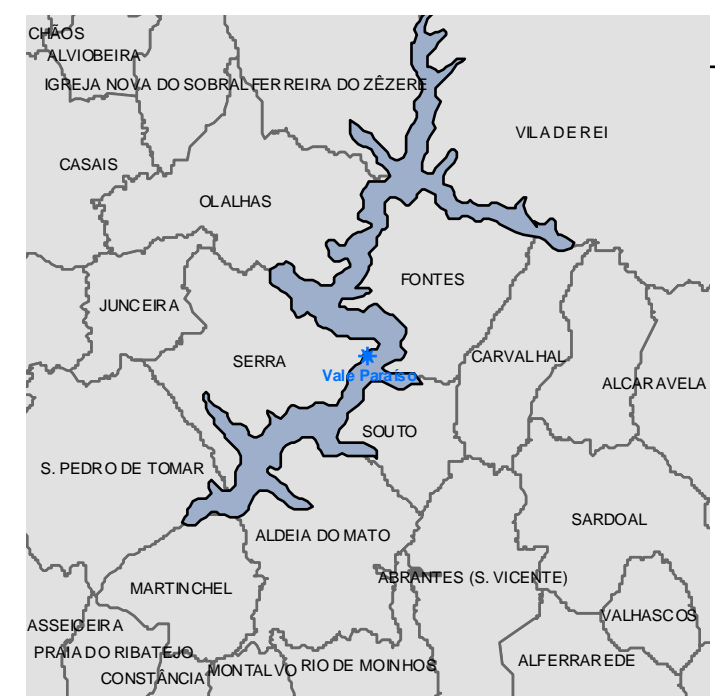 CHÃOS
ALVIOBEIRA
IGREJA NOVA DO SOBRAL
FERREIRA DO ZÊZERE
VILA DE REI
CASAIS
OLALHAS
FONTES
JUNCEIRA
SERRA
CARVALHAL
Vale Paraíso
ALCARAVELA
SOUTO
S. PEDRO DE TOMAR
SARDOAL
ALDEIA DO MATO
MARTINCHEL
ABRANTES (S. VICENTE)
VALHASCOS
ASSEICEIRA
PRAIA DO RIBATEJO
CONSTÂNCIA
MONTALVO
RIO DE MOINHOS
ALFERRAREDE